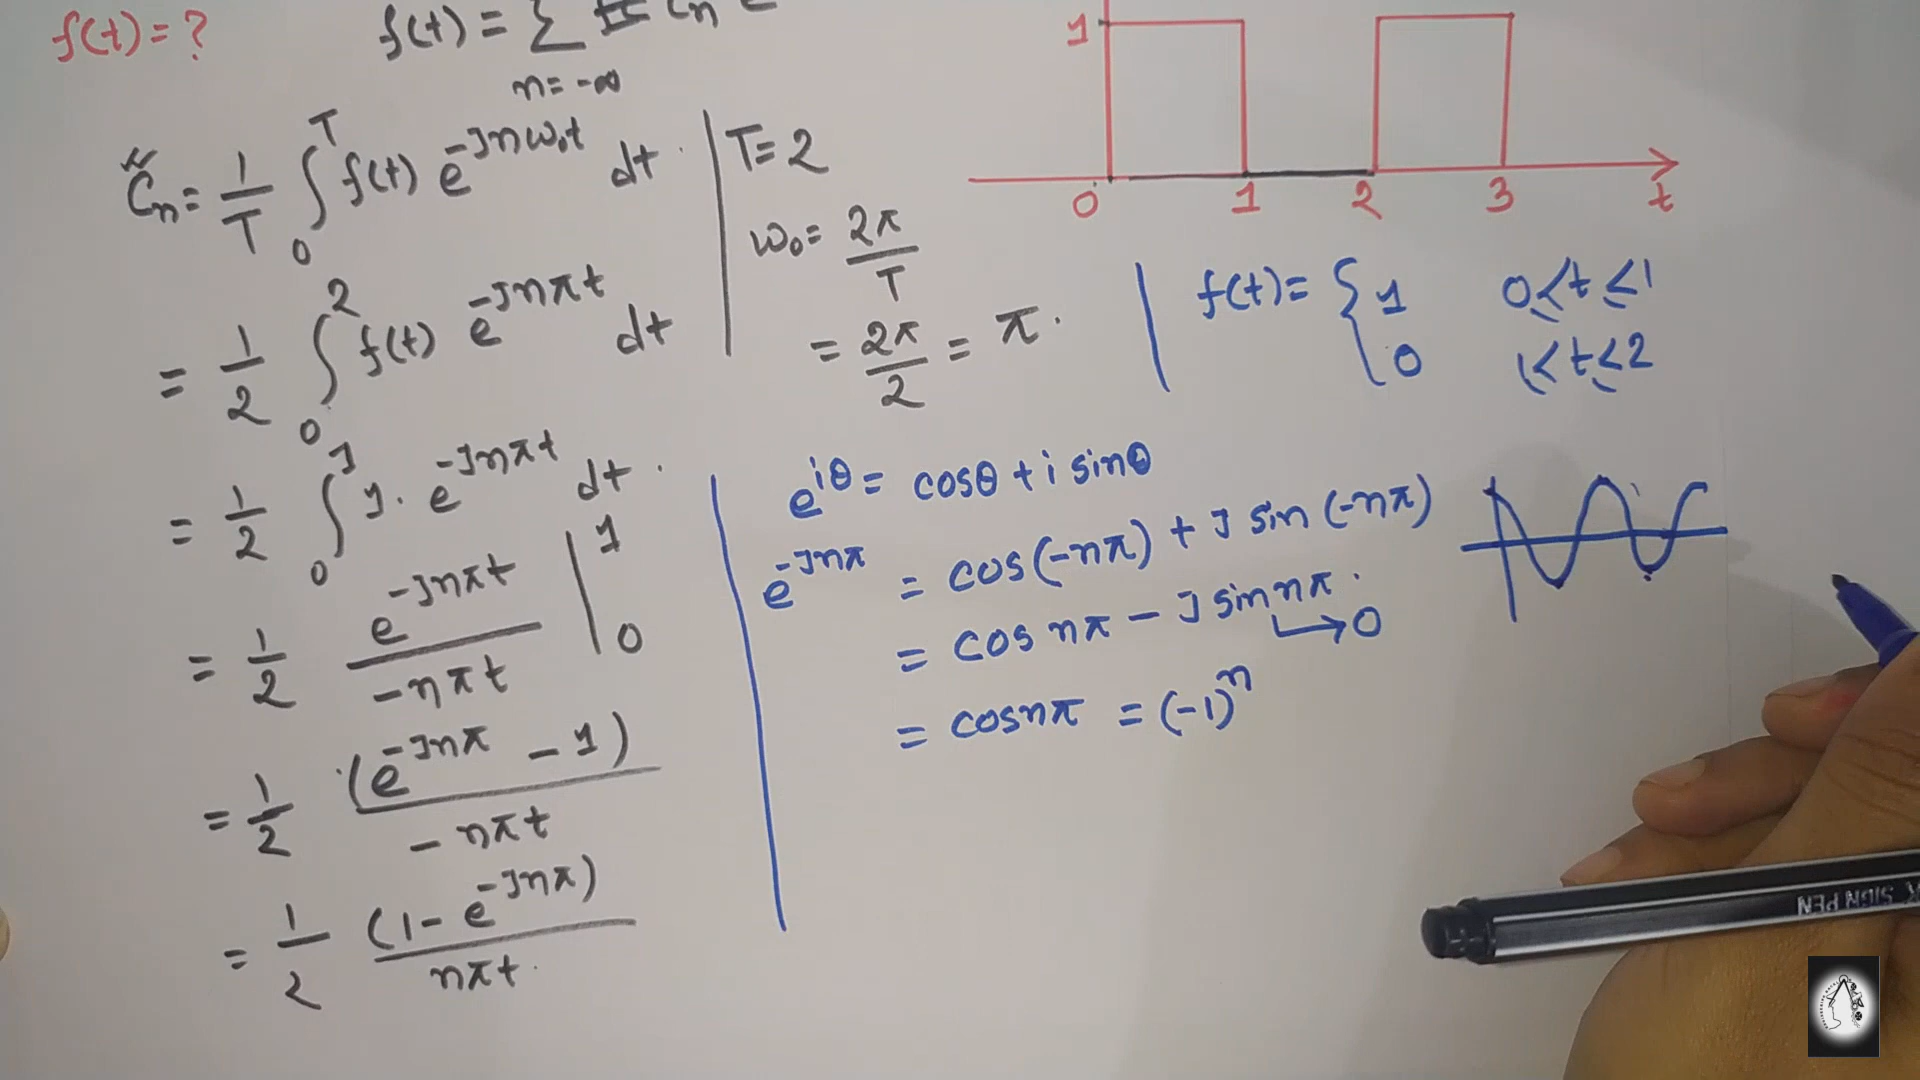 f(t) = ?
f(t) = Σ Cn e
n = -∞
Cn = 1/T ∫₀ᵀ f(t) e^(-Jnω₀t) dt.
= 1/2 ∫₀² f(t) e^(-Jnπt) dt
= 1/2 ∫₀¹ 1. e^(-Jnπt) dt.
= 1/2 e^(-Jnπt)/(-nπt) |₀¹
= 1/2 (e^(-Jnπ) - 1)/(-nπt)
= 1/2 (1 - e^(-Jnπ))/(nπt).
T = 2
ω₀ = 2π/T
= 2π/2 = π.
1
0 1 2 3 t
f(t) = { 1 0 ≤ t ≤ 1
0 1 ≤ t ≤ 2
e^(iθ) = cosθ + i sinθ
e^(-Jnπ) = cos(-nπ) + J sin(-nπ)
= cos nπ - J sin nπ.
→ 0
= cosnπ = (-1)^n
SIGN PEN